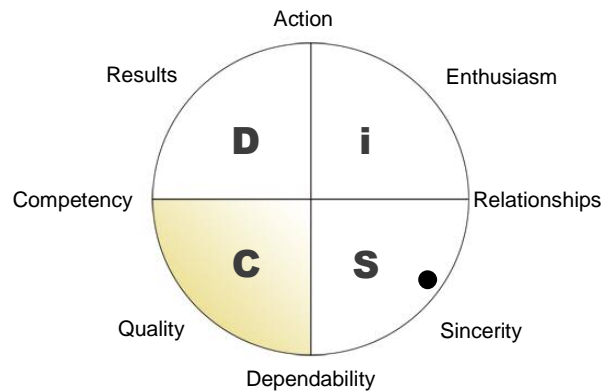 Action
Results
Enthusiasm
D
i
Competency
Relationships
C
S
Quality
Sincerity
Dependability